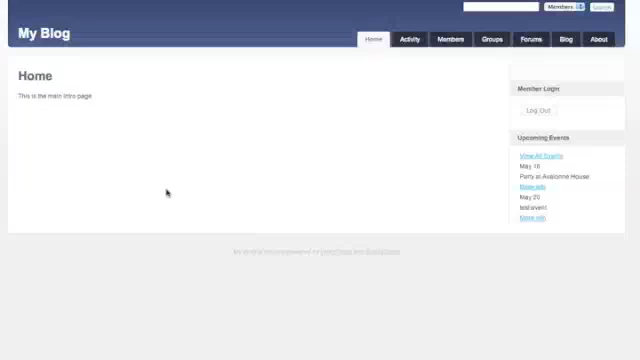 Members
Search
My Blog
Home
Activity
Members
Groups
Forums
Blog
About
Home
This is the main intro page
Member Login
Log Out
Upcoming Events
View All Events
May 16
Party at Avalonne House
More info
May 20
testevent
More info